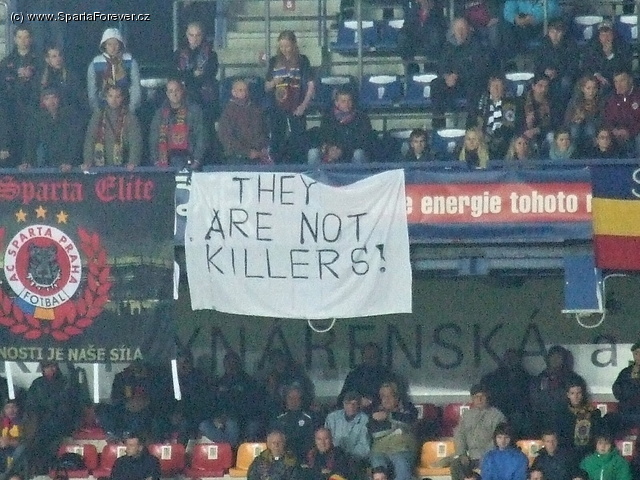 (c) www.SpartaForever.cz
Sparta Elite
AC SPARTA PRAHA
FOTBAL
NOSTI JE NAŠE SÍLA
THEY
ARE NOT
KILLERS!
e energie tohoto
YNÁRENSKÁ a